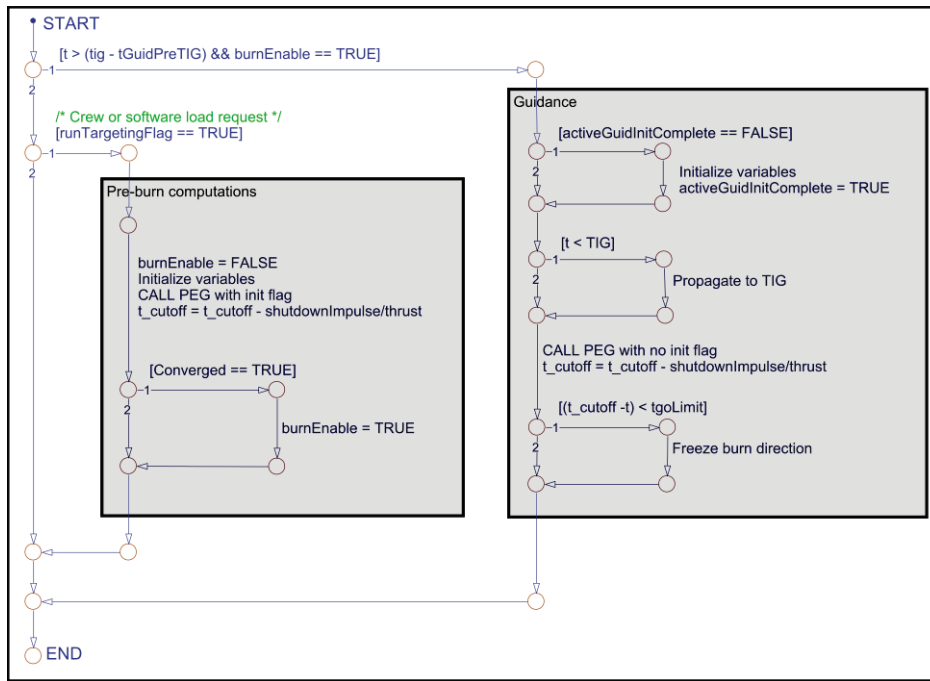 START
[t > (tig - tGuidPreTIG) && burnEnable == TRUE]
1
2
/* Crew or software load request */
[runTargetingFlag == TRUE]
1
2
Pre-burn computations
burnEnable = FALSE
Initialize variables
CALL PEG with init flag
t_cutoff = t_cutoff - shutdownImpulse/thrust
[Converged == TRUE]
1
2
burnEnable = TRUE
Guidance
[activeGuidInitComplete == FALSE]
1
2
Initialize variables
activeGuidInitComplete = TRUE
[t < TIG]
1
2
Propagate to TIG
CALL PEG with no init flag
t_cutoff = t_cutoff - shutdownImpulse/thrust
[(t_cutoff -t) < tgoLimit]
1
2
Freeze burn direction
END